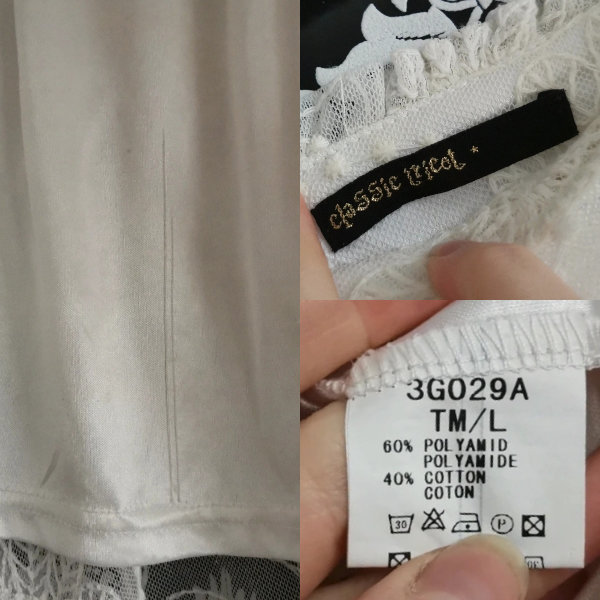 classic tricot *
3G029A
TM/L
60% POLYAMID
POLYAMIDE
40% COTTON
COTON
30
P